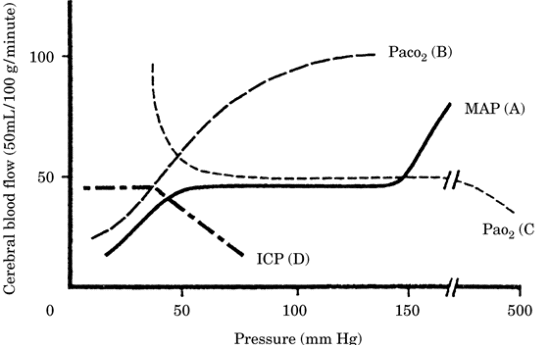 Cerebral blood flow (50mL/100 g/minute)
100
50
0
Paco₂ (B)
MAP (A)
Pao₂ (C
ICP (D)
50
100
150
500
Pressure (mm Hg)